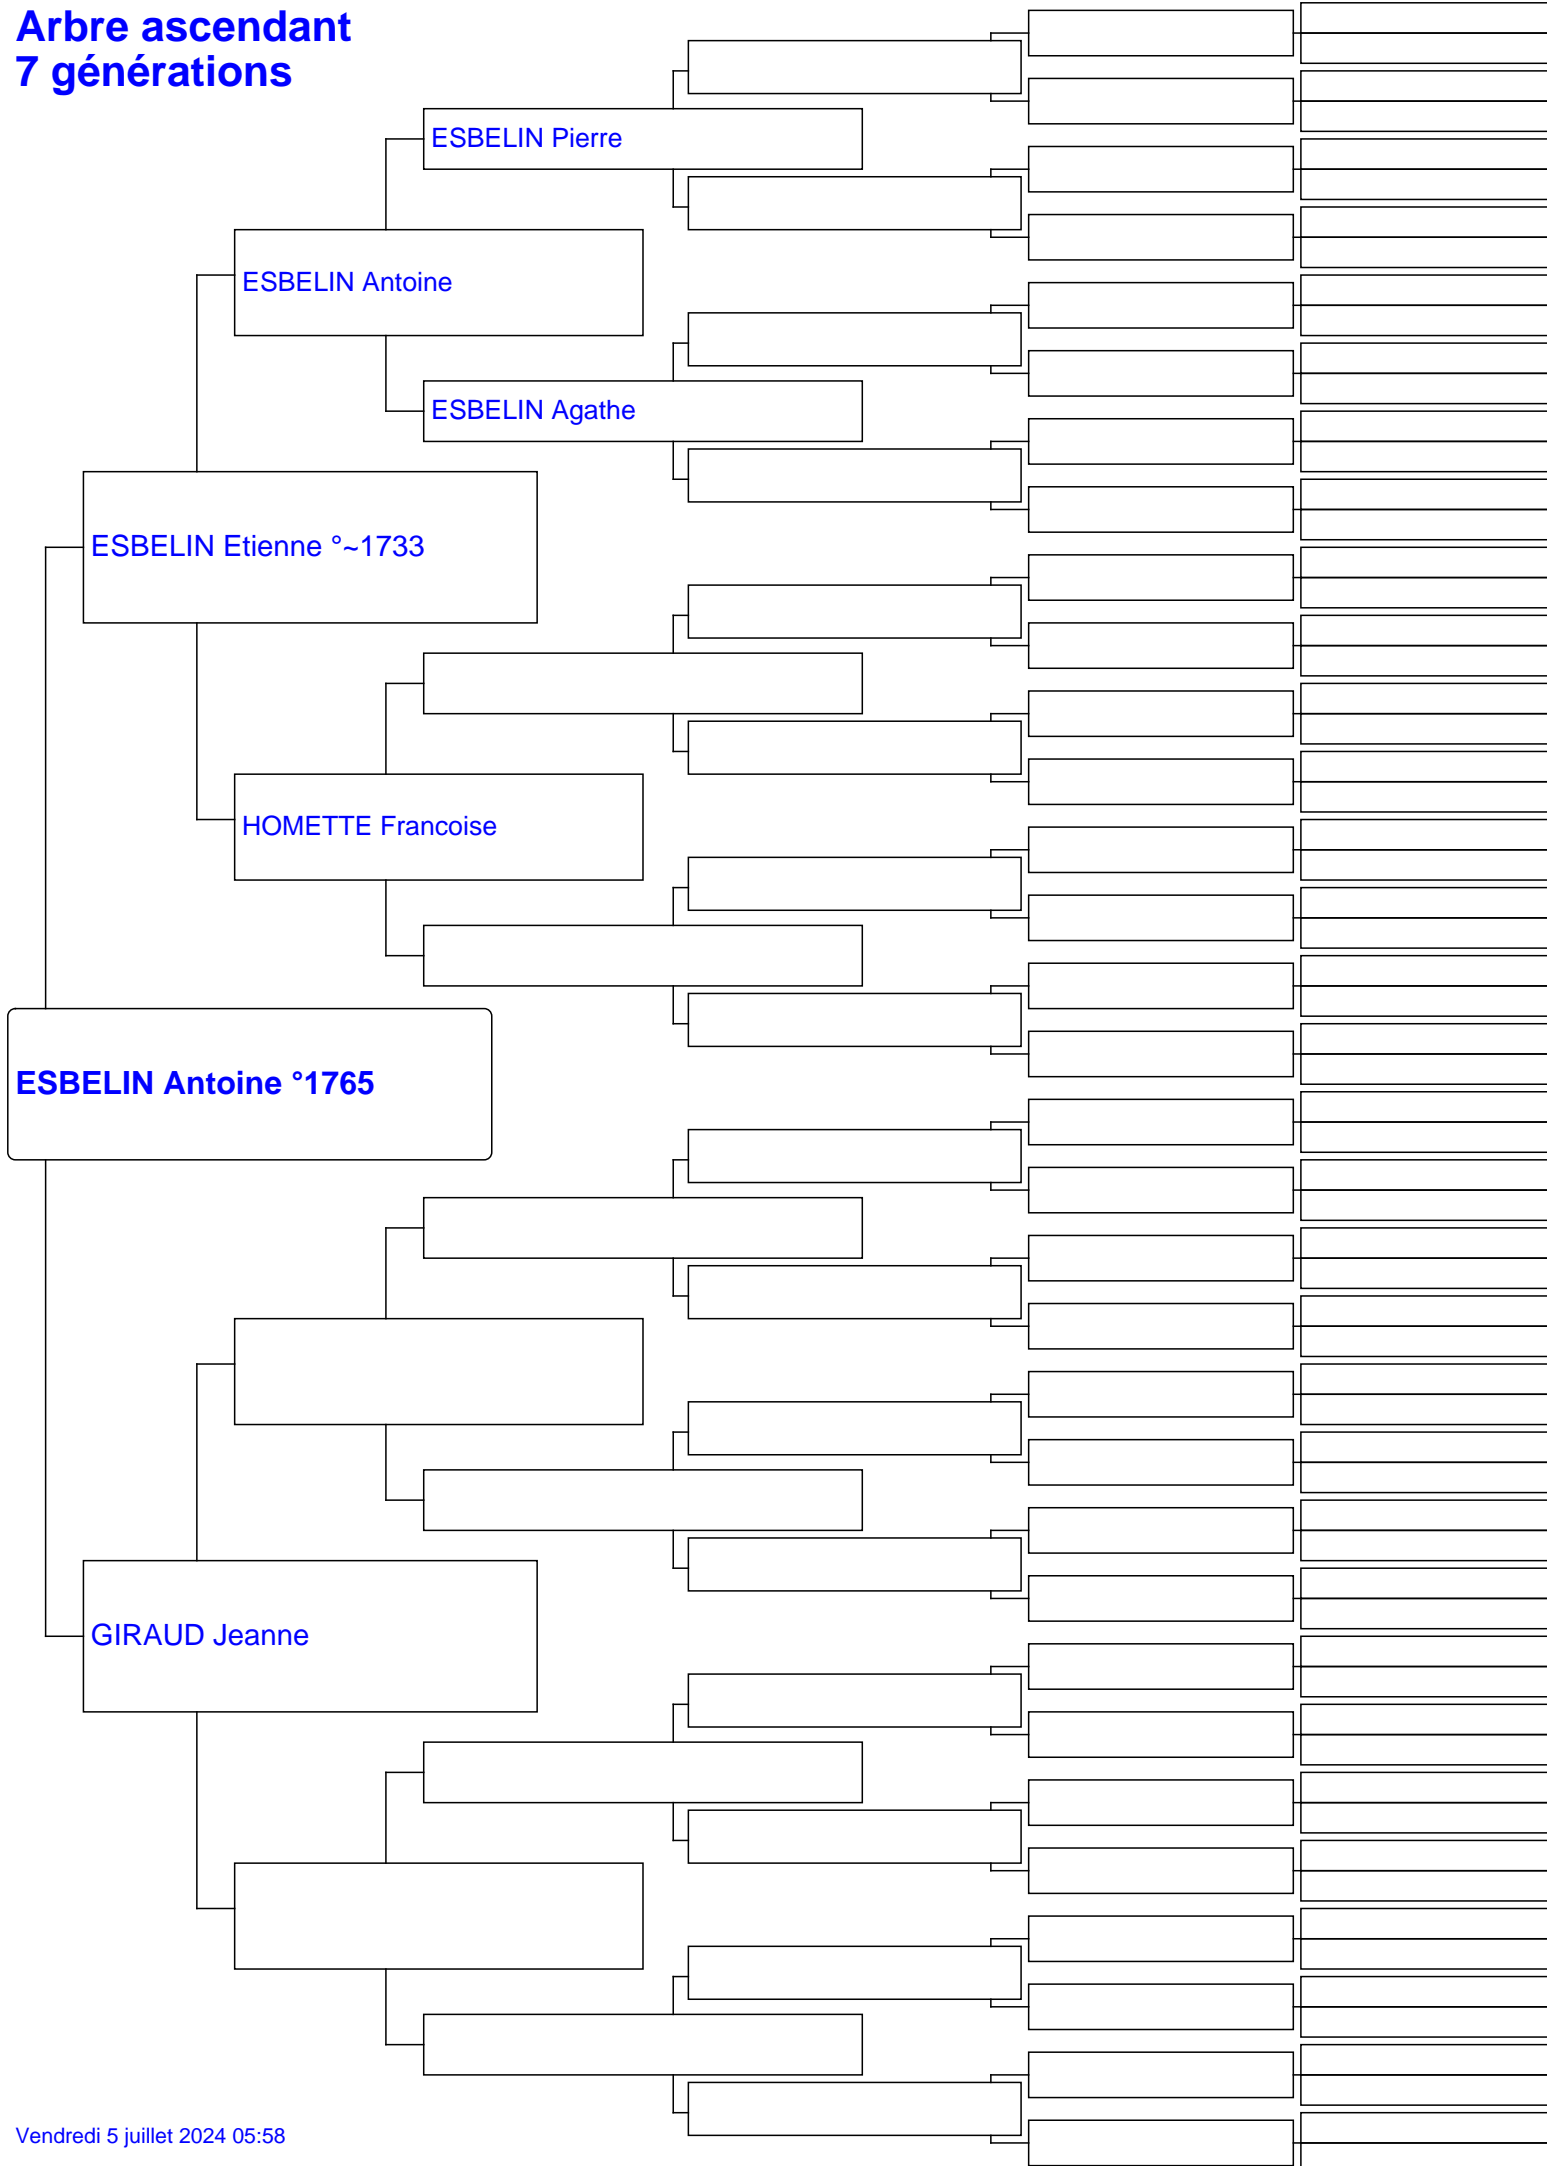 Arbre ascendant
7 générations
ESBELIN Pierre
ESBELIN Antoine
ESBELIN Agathe
ESBELIN Etienne °~1733
HOMETTE Francoise
ESBELIN Antoine °1765
GIRAUD Jeanne
Vendredi 5 juillet 2024 05:58